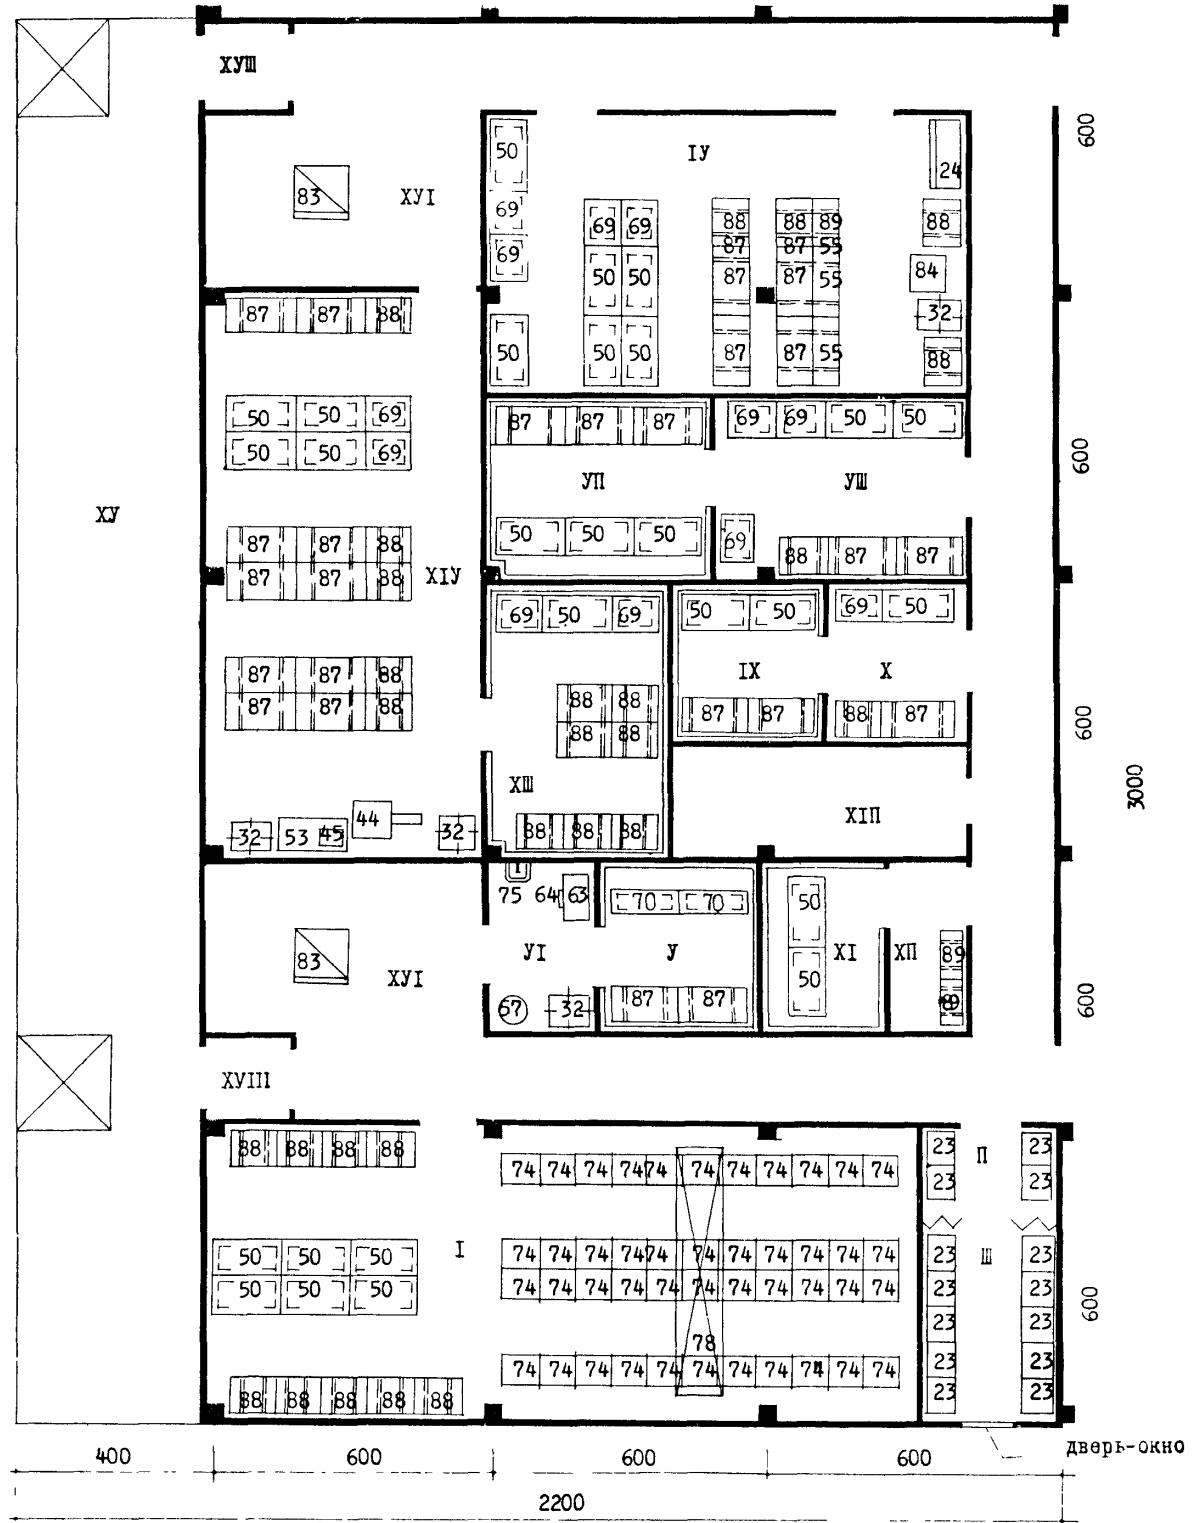 ХУШ
600
50 IУ 24
83 ХУI 69 69 69 88 88 89 88
87 87 55
69 50 50 87 87 55 84
87 87 88 32
50 50 50 87 87 55 88
50 50 69 87 87 87 69 69 50 50
50 50 69 600
УП УШ
ХУ
87 87 88 50 50 50 69 88 87 87
87 87 88 ХIУ
69 50 69 50 50 69 50
87 87 88 IХ Х
87 87 88 88 88 87 87 88 87 600
88 88
ХШ 3000
44 ХIП
32 53 45 32 88 88 88
75 64 63 70 70 50
83 ХУI УI У ХI ХП 89
50
67 32 87 87 89 600
ХУIII
88 88 88 88 23 П 23
74 74 74 74 74 74 74 74 74 74 74 23 23
50 50 50 I 74 74 74 74 74 74 74 74 74 74 74 23 Ш 23
50 50 50 74 74 74 74 74 74 74 74 74 74 74 23 23
78 23 23 600
74 74 74 74 74 74 74 74 74 74 74 23 23
88 88 88 88 88 23 23
дверь-окно
400 600 600 600
2200